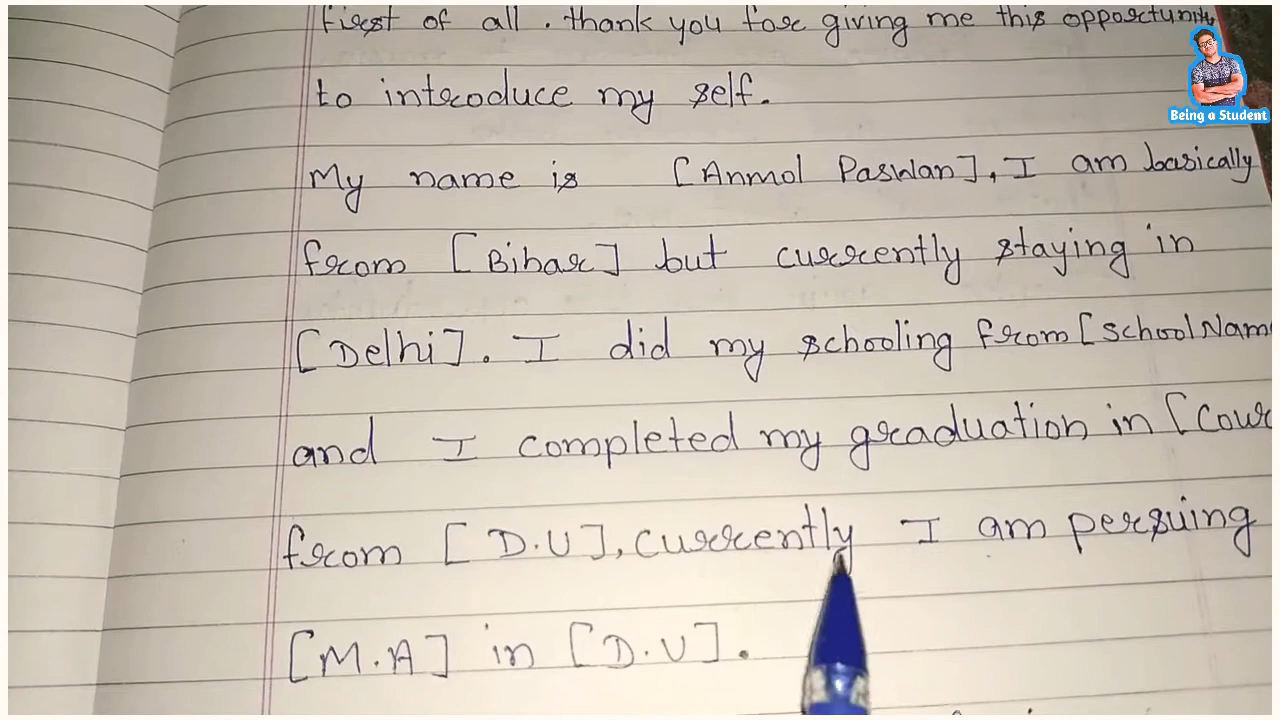 first of all . thank you for giving me this opportunity
to introduce my self.
Being a Student
My name is [Anmol Paswan], I am basically
from [Bihar] but currently staying in
[Delhi]. I did my schooling from [School Nam
and I completed my graduation in [Cour
from [D.U], currently I am persuing
[M.A] in [D.U].